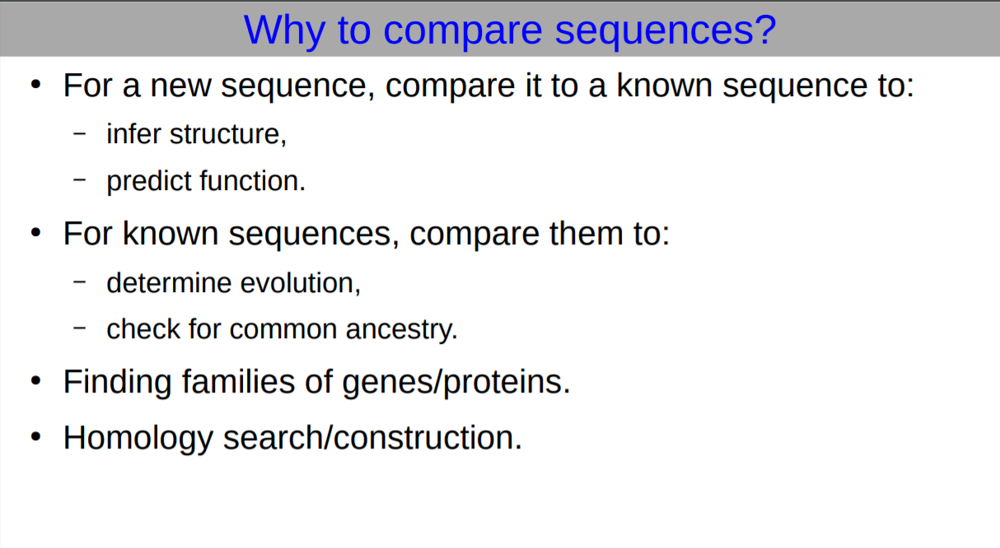 Why to compare sequences?
• For a new sequence, compare it to a known sequence to:
– infer structure,
– predict function.
• For known sequences, compare them to:
– determine evolution,
– check for common ancestry.
• Finding families of genes/proteins.
• Homology search/construction.